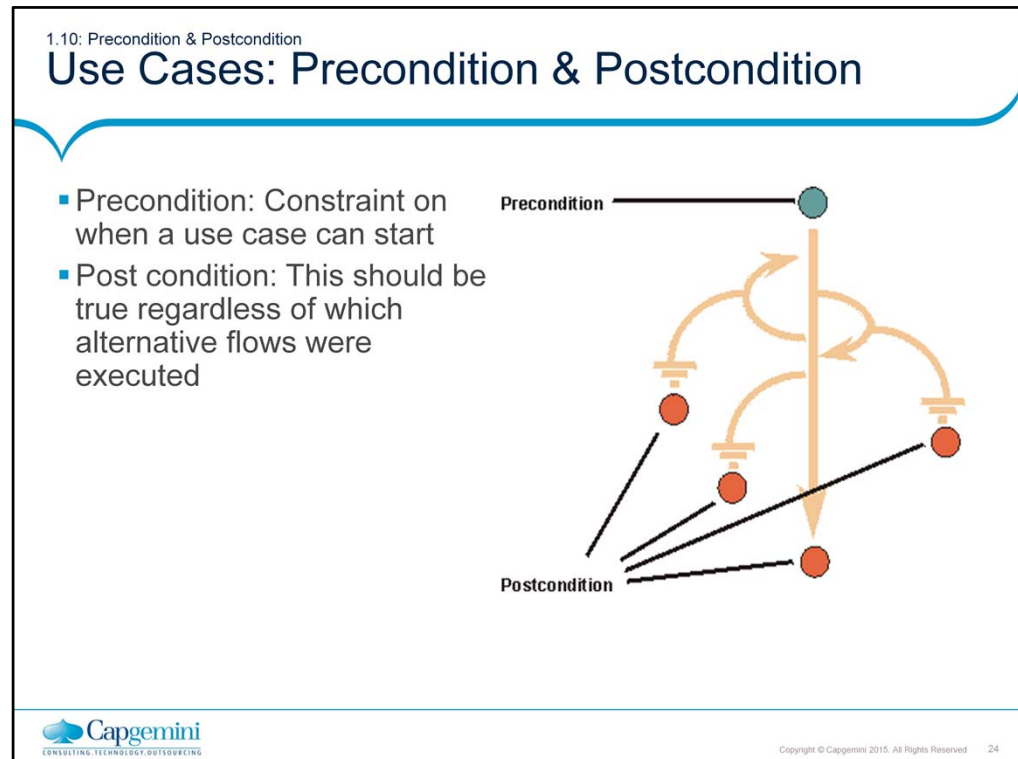 1.10: Precondition & Postcondition
Use Cases: Precondition & Postcondition
Precondition: Constraint on
when a use case can start
Post condition: This should be
true regardless of which
alternative flows were
executed
Precondition
Postcondition
Capgemini
CONSULTING.TECHNOLOGY.OUTSOURCING
Copyright © Capgemini 2015. All Rights Reserved 24